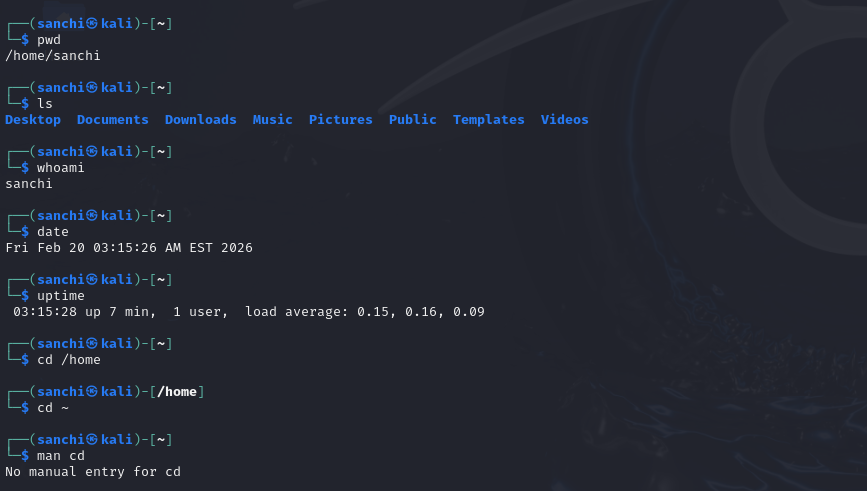 ┌──(sanchi㉿kali)-[~]
└─$ pwd
/home/sanchi
┌──(sanchi㉿kali)-[~]
└─$ ls
Desktop  Documents  Downloads  Music  Pictures  Public  Templates  Videos
┌──(sanchi㉿kali)-[~]
└─$ whoami
sanchi
┌──(sanchi㉿kali)-[~]
└─$ date
Fri Feb 20 03:15:26 AM EST 2026
┌──(sanchi㉿kali)-[~]
└─$ uptime
 03:15:28 up 7 min,  1 user,  load average: 0.15, 0.16, 0.09
┌──(sanchi㉿kali)-[~]
└─$ cd /home
┌──(sanchi㉿kali)-[/home]
└─$ cd ~
┌──(sanchi㉿kali)-[~]
└─$ man cd
No manual entry for cd